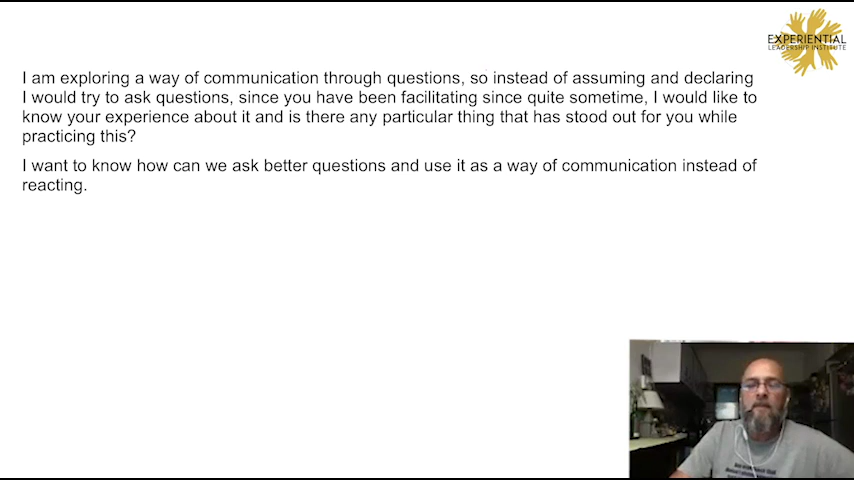 EXPERIENTIAL
LEADERSHIP INSTITUTE
I am exploring a way of communication through questions, so instead of assuming and declaring
I would try to ask questions, since you have been facilitating since quite sometime, I would like to
know your experience about it and is there any particular thing that has stood out for you while
practicing this?
I want to know how can we ask better questions and use it as a way of communication instead of
reacting.